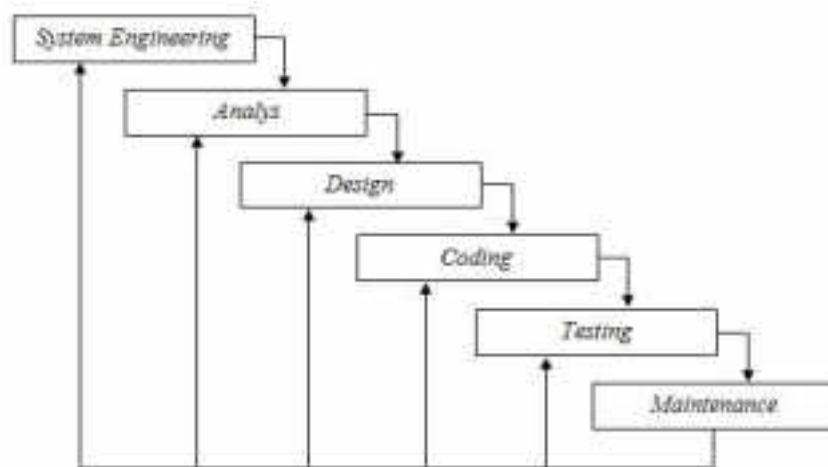 System Engineering
Analys
Design
Coding
Testing
Maintenance